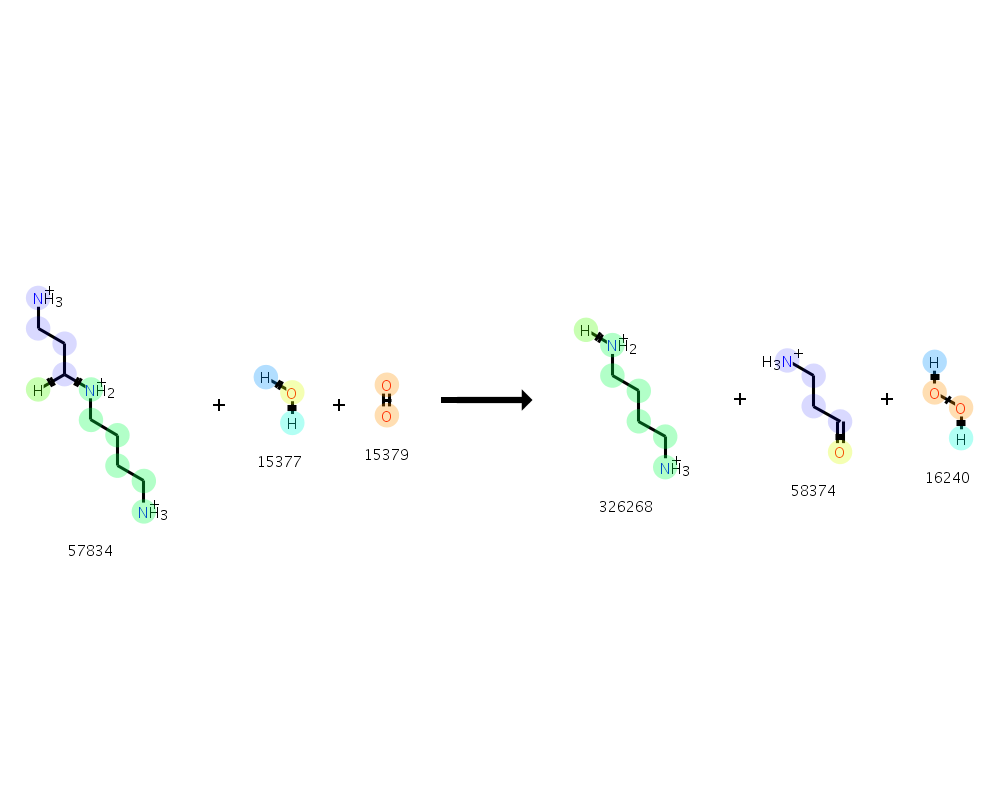 NH3+
H
NH2+
NH3+
57834
+
H
O
H
15377
+
O
O
15379
H
NH2+
NH3+
326268
+
H3N+
O
58374
+
H
O
O
H
16240